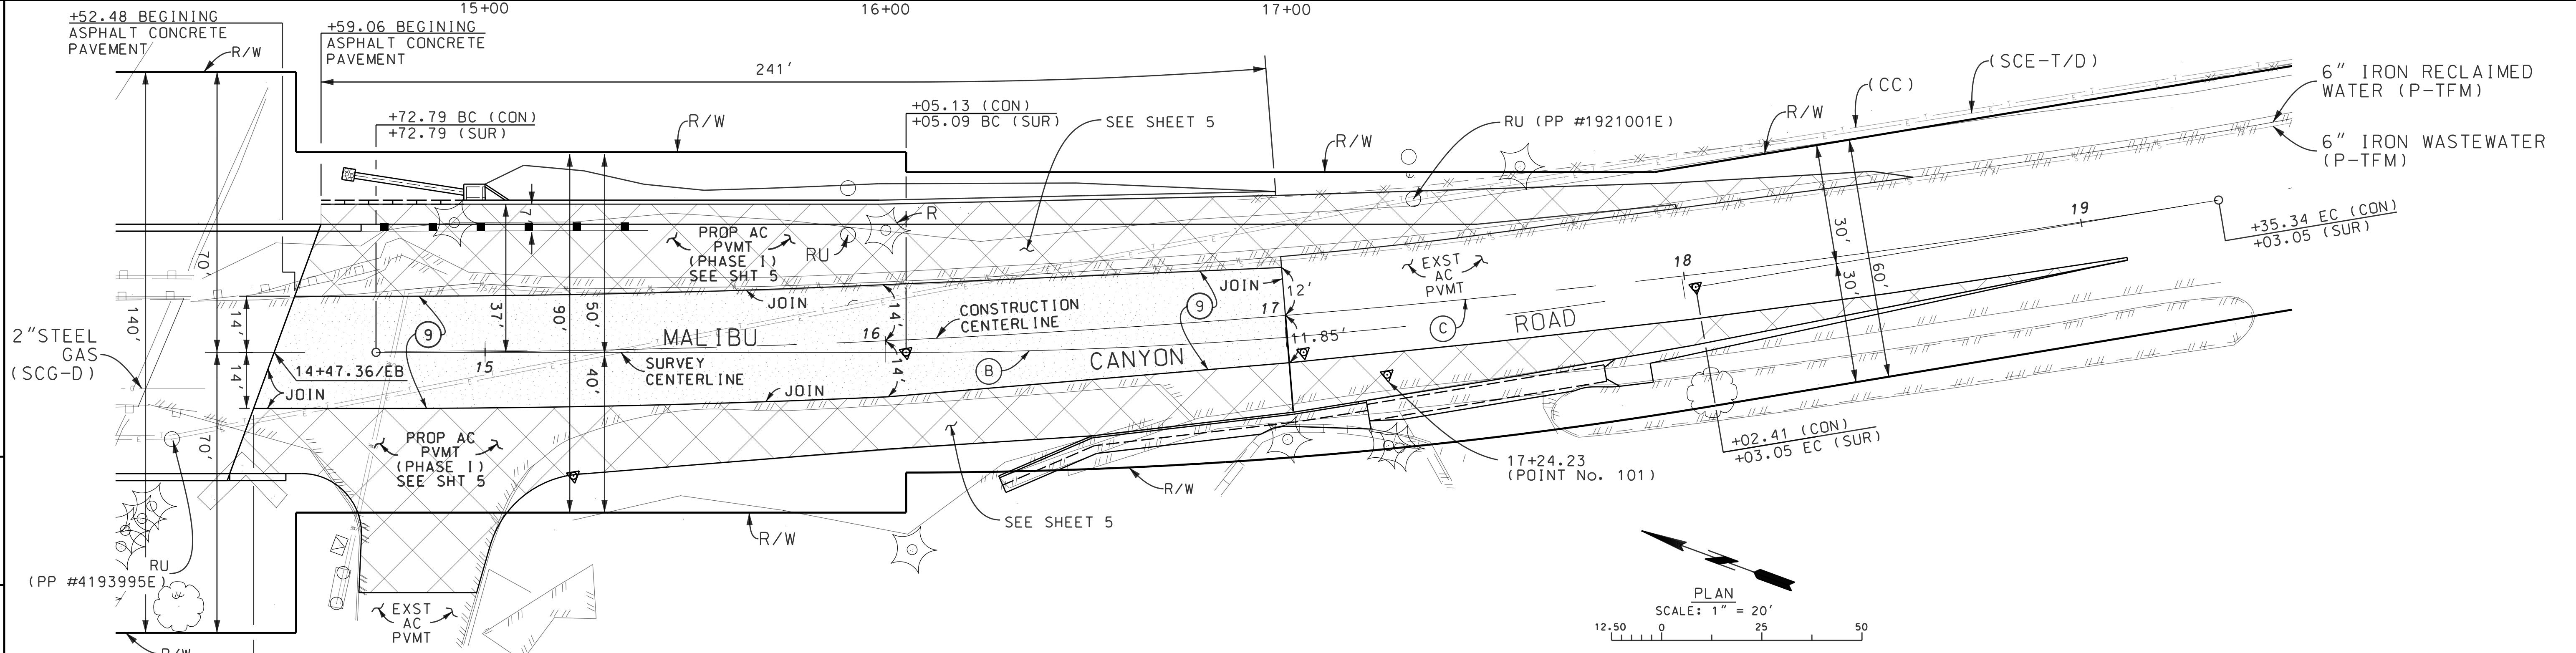 15+00
16+00
17+00
+52.48 BEGINING
ASPHALT CONCRETE
PAVEMENT
R/W
+59.06 BEGINING
ASPHALT CONCRETE
PAVEMENT
241'
+72.79 BC (CON)
+72.79 (SUR)
R/W
+05.13 (CON)
+05.09 BC (SUR)
SEE SHEET 5
R/W
RU (PP #1921001E)
R/W
(CC)
(SCE-T/D)
6" IRON RECLAIMED
WATER (P-TFM)
6" IRON WASTEWATER
(P-TFM)
+35.34 EC (CON)
+03.05 (SUR)
19
18
30'
30'
60'
7'
R
RU
PROP AC
PVMT
(PHASE I)
SEE SHT 5
EXST
AC
PVMT
70'
140'
14'
14'
70'
37'
90'
50'
40'
9
JOIN
14'
16
14'
CONSTRUCTION
CENTERLINE
9
JOIN
12'
17
11.85'
C
ROAD
MALIBU
CANYON
B
SURVEY
CENTERLINE
15
14+47.36/EB
JOIN
JOIN
2"STEEL
GAS
(SCG-D)
PROP AC
PVMT
(PHASE I)
SEE SHT 5
17+24.23
(POINT No. 101)
+02.41 (CON)
+03.05 EC (SUR)
R/W
SEE SHEET 5
R/W
RU
(PP #4193995E)
EXST
AC
PVMT
R/W
PLAN
SCALE: 1" = 20'
12.50 0 25 50